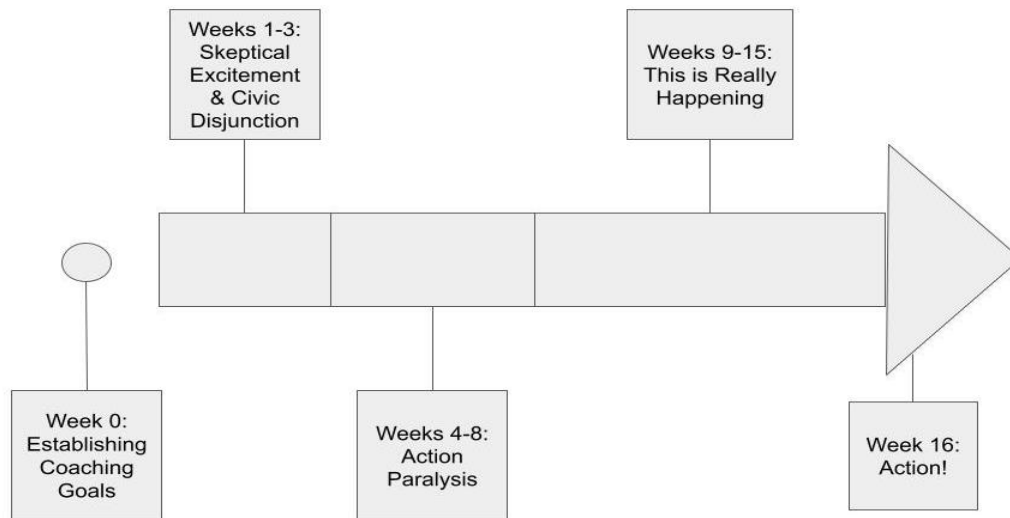 Weeks 1-3:
Skeptical
Excitement
& Civic
Disjunction
Weeks 9-15:
This is Really
Happening
Week 0:
Establishing
Coaching
Goals
Weeks 4-8:
Action
Paralysis
Week 16:
Action!